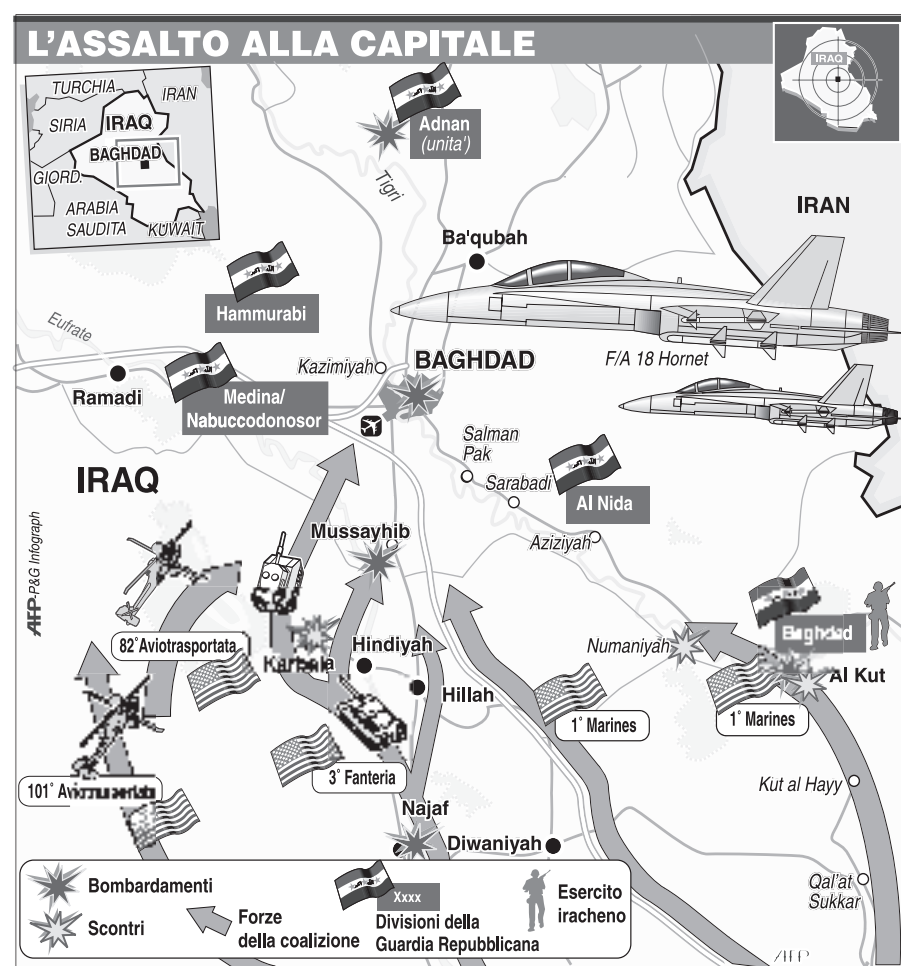 L'ASSALTO ALLA CAPITALE
TURCHIA
IRAN
SIRIA
IRAQ
BAGHDAD
GIORD.
ARABIA
SAUDITA
KUWAIT
IRAQ
Adnan
(unita')
Tigri
IRAN
Ba'qubah
Hammurabi
Eufrate
F/A 18 Hornet
Kazimiyah
BAGHDAD
Ramadi
Medina/
Nabuccodonosor
Salman
Pak
Sarabadi
IRAQ
Al Nida
Mussayhib
Aziziyah
AFP-P&G Infograph
Baghdad
82° Aviotrasportata
Numaniyah
Karbala
Hindiyah
Al Kut
Hillah
1° Marines
1° Marines
3° Fanteria
101°
Kut al Hayy
Najaf
Diwaniyah
Qal'at
Sukkar
Bombardamenti
Scontri
Forze
della coalizione
Xxxx
Divisioni della
Guardia Repubblicana
Esercito
iracheno
AFP